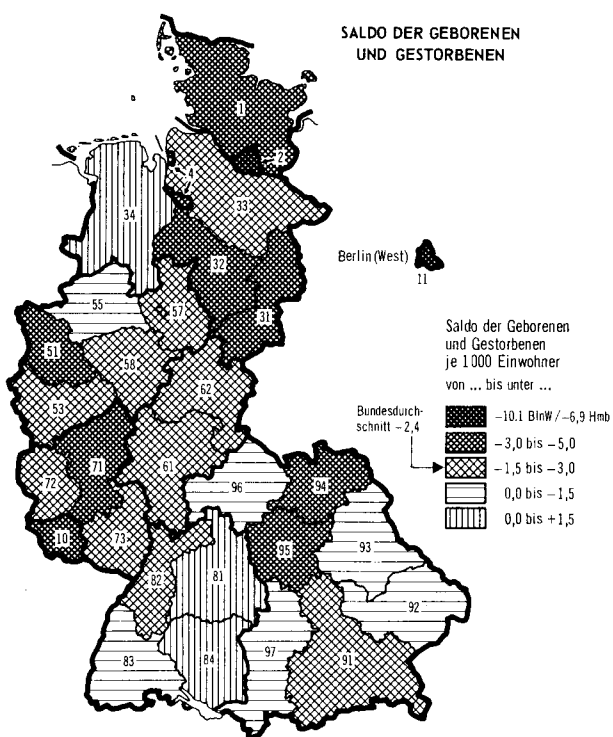 SALDO DER GEBORENEN
UND GESTORBENEN
1
2
4
33
34
32
Berlin (West)
11
31
55
57
51
58
62
53
71
61
72
96
94
10
73
95
93
82
81
92
83
84
97
91
Saldo der Geborenen
und Gestorbenen
je 1000 Einwohner
von ... bis unter ...
Bundesdurch-
schnitt -2,4
-10.1 BlnW / -6,9 Hmb
-3,0 bis -5,0
-1,5 bis -3,0
0,0 bis -1,5
0,0 bis +1,5